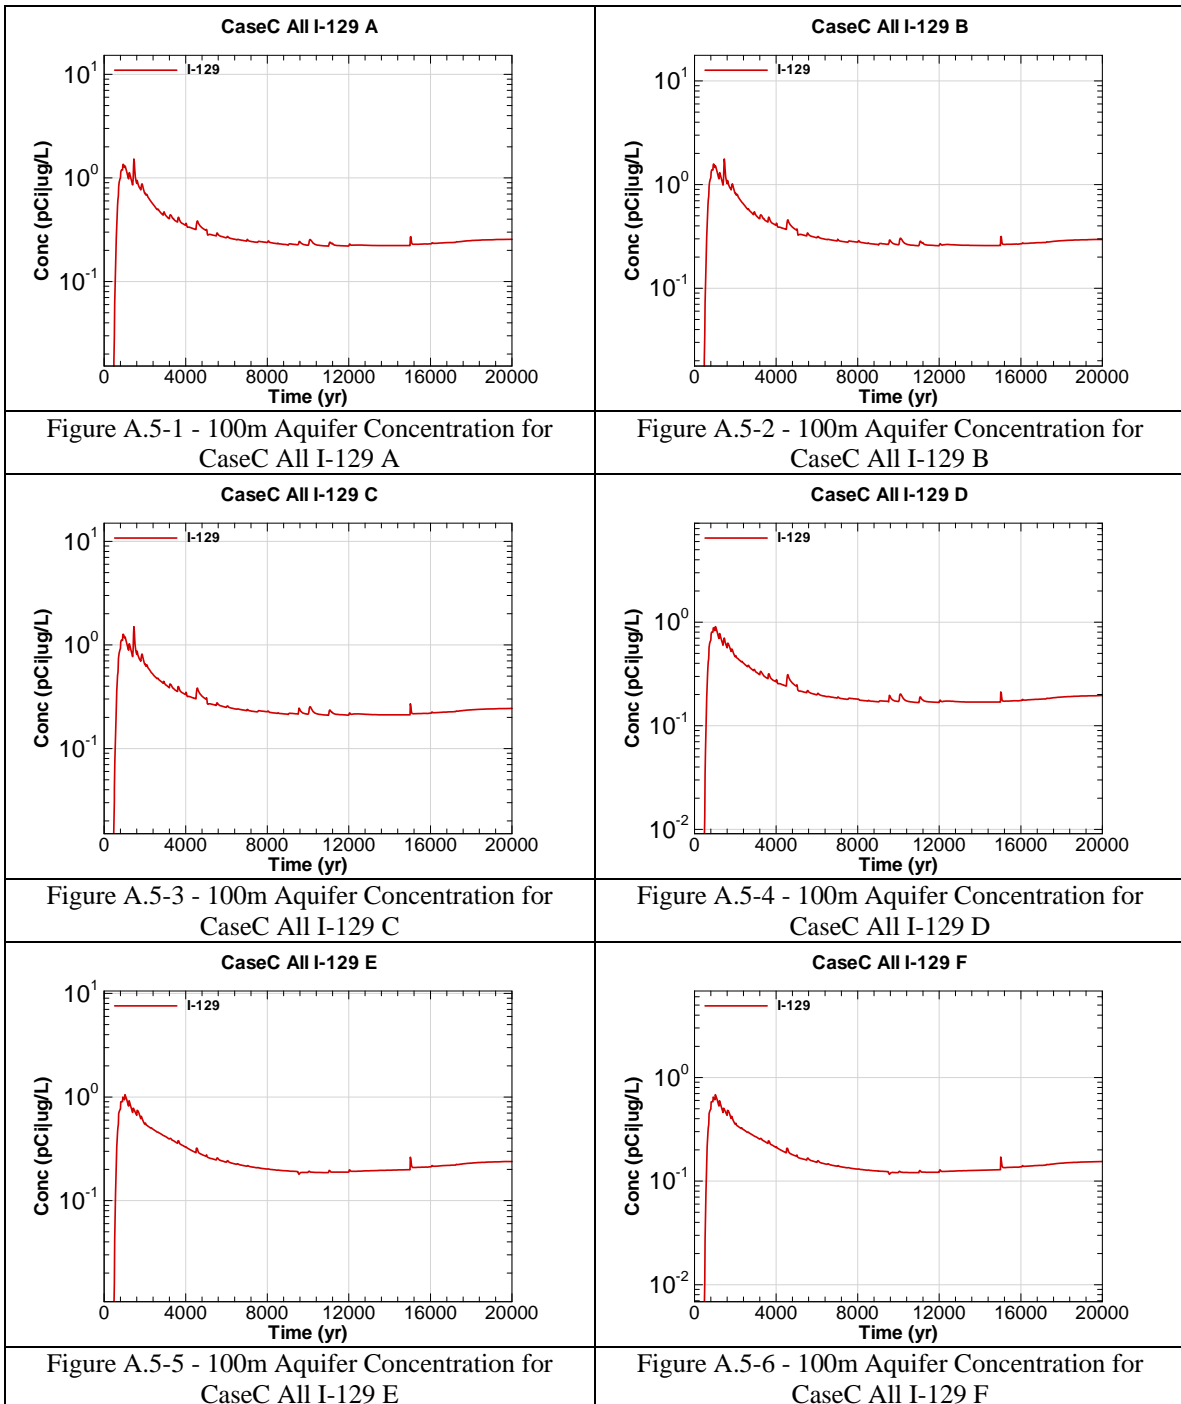 CaseC All I-129 A
I-129
10^1
10^0
10^-1
Conc (pCi|ug/L)
0 4000 8000 12000 16000 20000
Time (yr)
Figure A.5-1 - 100m Aquifer Concentration for
CaseC All I-129 A
CaseC All I-129 B
I-129
10^1
10^0
10^-1
Conc (pCi|ug/L)
0 4000 8000 12000 16000 20000
Time (yr)
Figure A.5-2 - 100m Aquifer Concentration for
CaseC All I-129 B
CaseC All I-129 C
I-129
10^1
10^0
10^-1
Conc (pCi|ug/L)
0 4000 8000 12000 16000 20000
Time (yr)
Figure A.5-3 - 100m Aquifer Concentration for
CaseC All I-129 C
CaseC All I-129 D
I-129
10^0
10^-1
10^-2
Conc (pCi|ug/L)
0 4000 8000 12000 16000 20000
Time (yr)
Figure A.5-4 - 100m Aquifer Concentration for
CaseC All I-129 D
CaseC All I-129 E
I-129
10^1
10^0
10^-1
Conc (pCi|ug/L)
0 4000 8000 12000 16000 20000
Time (yr)
Figure A.5-5 - 100m Aquifer Concentration for
CaseC All I-129 E
CaseC All I-129 F
I-129
10^0
10^-1
10^-2
Conc (pCi|ug/L)
0 4000 8000 12000 16000 20000
Time (yr)
Figure A.5-6 - 100m Aquifer Concentration for
CaseC All I-129 F